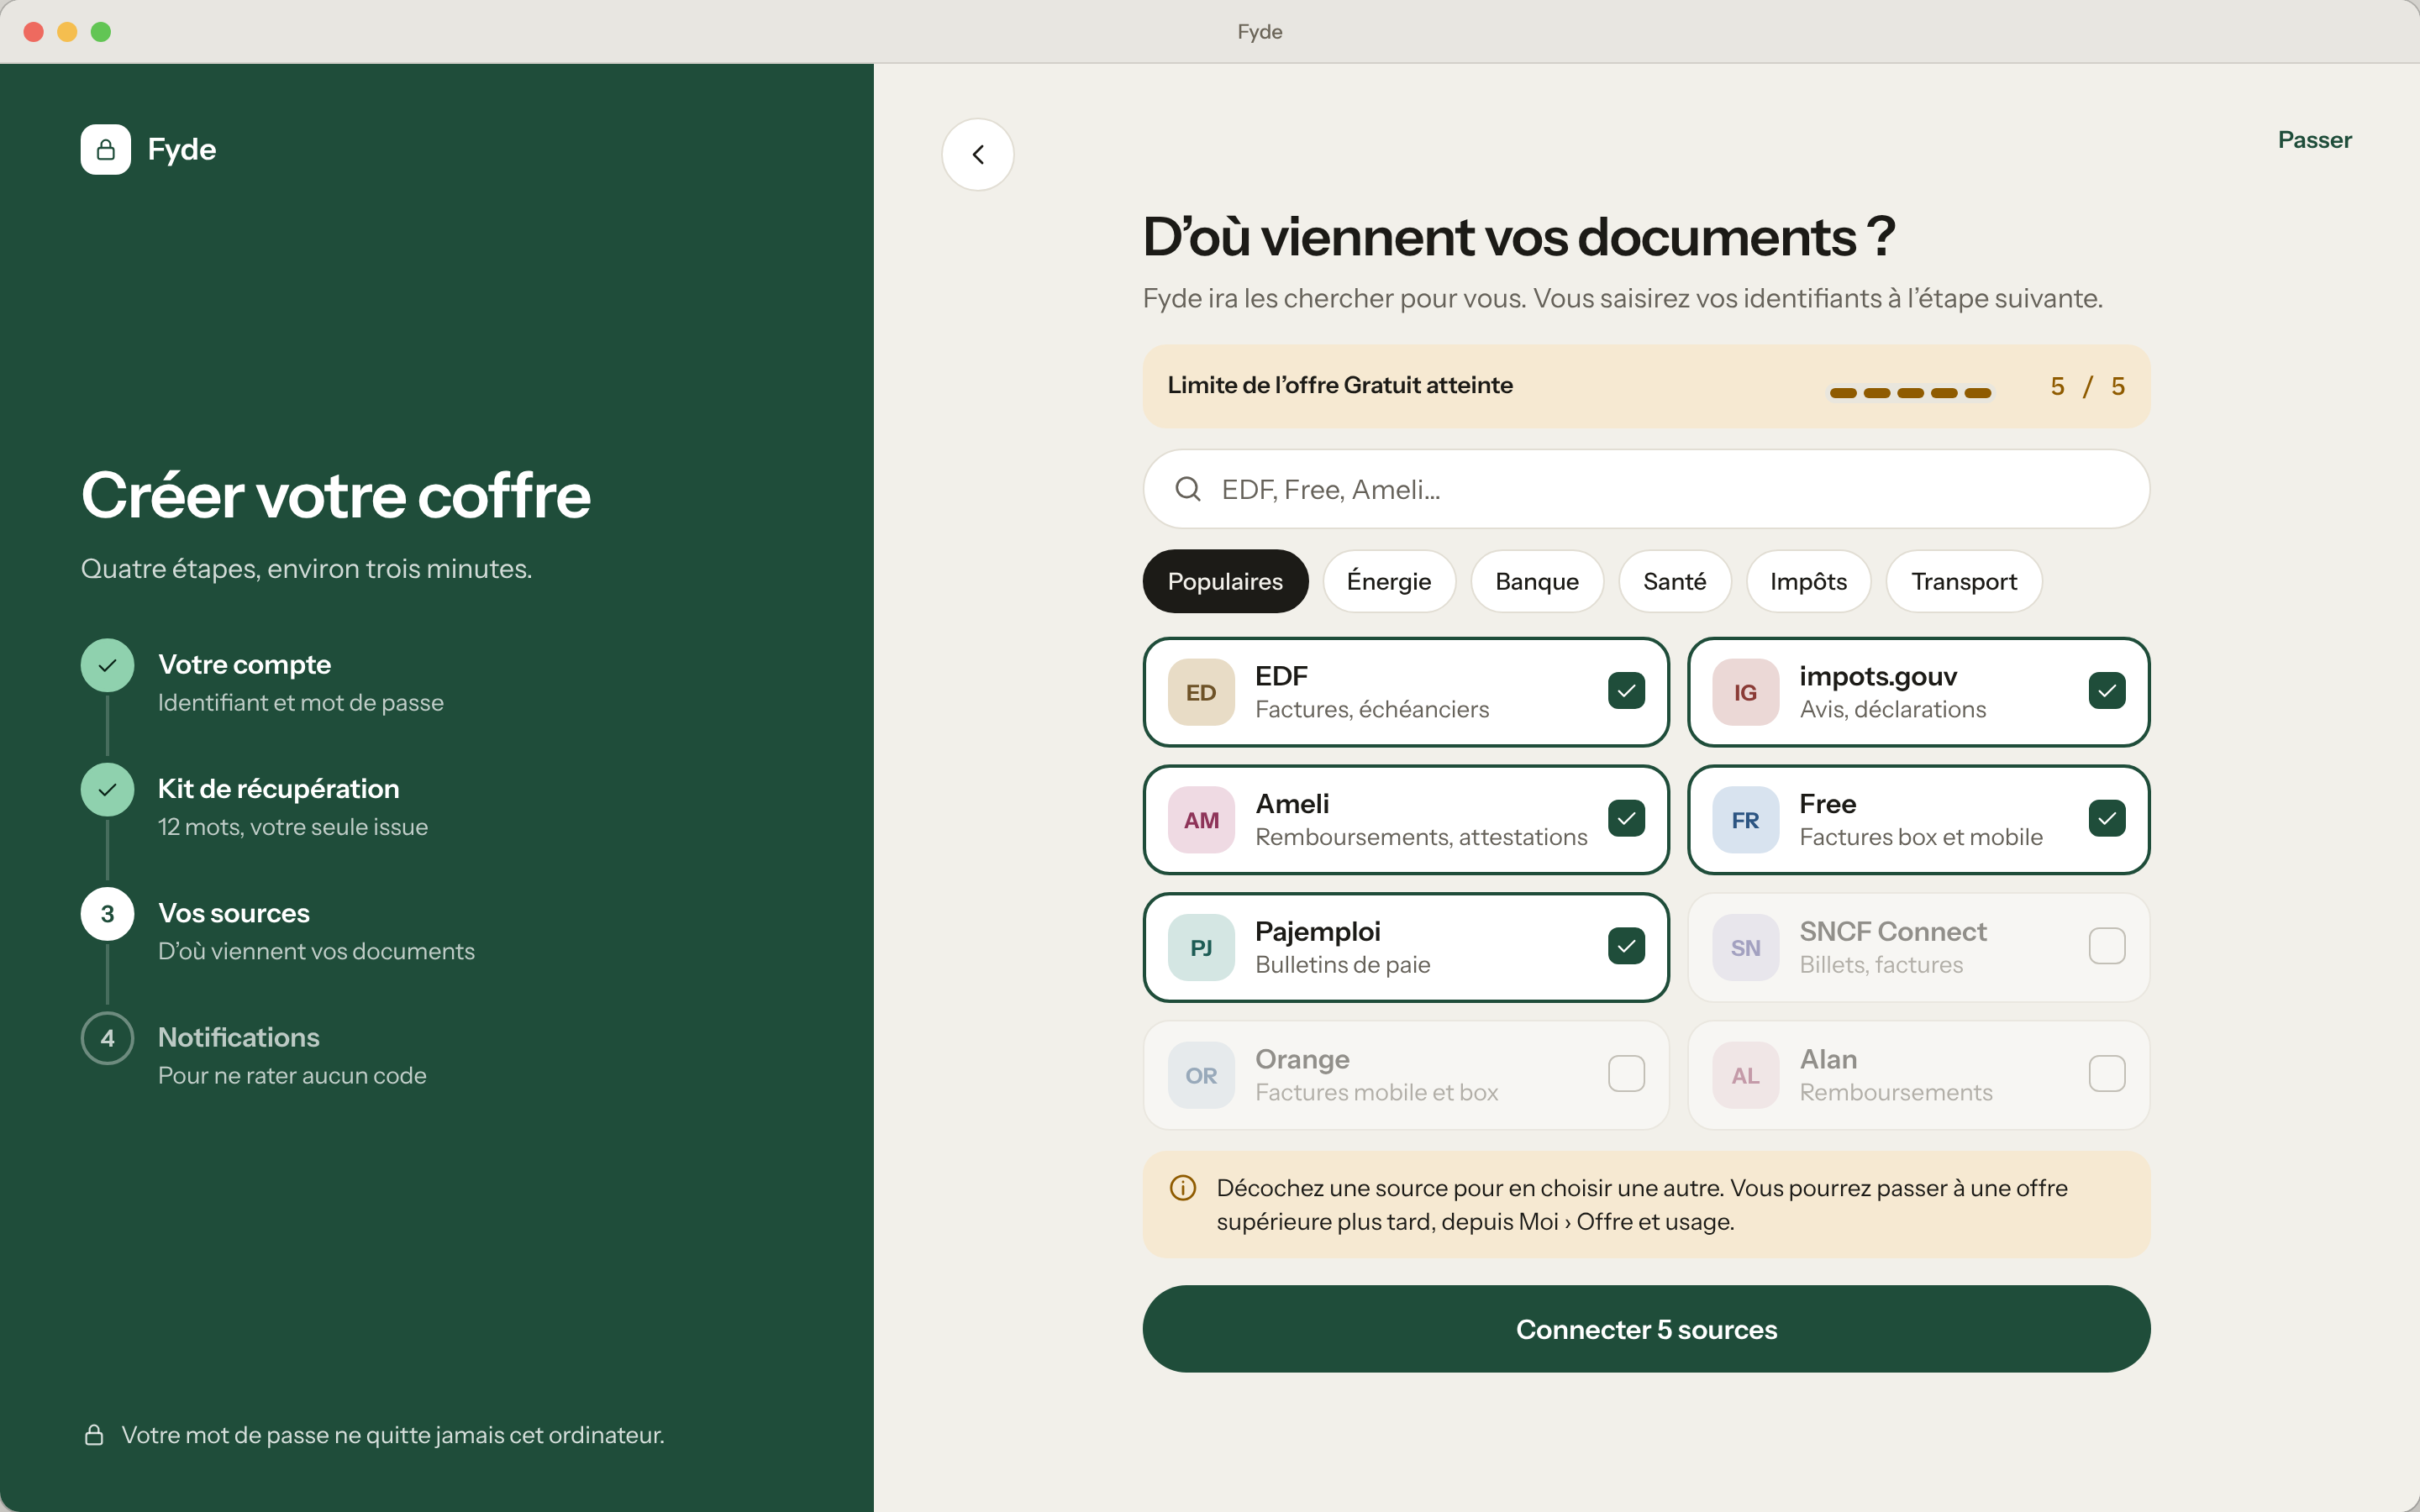 Fyde
Fyde
Créer votre coffre
Quatre étapes, environ trois minutes.
Votre compte
Identifiant et mot de passe
Kit de récupération
12 mots, votre seule issue
3
Vos sources
D’où viennent vos documents
4
Notifications
Pour ne rater aucun code
Votre mot de passe ne quitte jamais cet ordinateur.
Passer
D’où viennent vos documents ?
Fyde ira les chercher pour vous. Vous saisirez vos identifiants à l’étape suivante.
Limite de l’offre Gratuit atteinte
5 / 5
EDF, Free, Ameli…
Populaires
Énergie
Banque
Santé
Impôts
Transport
ED
EDF
Factures, échéanciers
IG
impots.gouv
Avis, déclarations
AM
Ameli
Remboursements, attestations
FR
Free
Factures box et mobile
PJ
Pajemploi
Bulletins de paie
SN
SNCF Connect
Billets, factures
OR
Orange
Factures mobile et box
AL
Alan
Remboursements
Décochez une source pour en choisir une autre. Vous pourrez passer à une offre
supérieure plus tard, depuis Moi › Offre et usage.
Connecter 5 sources